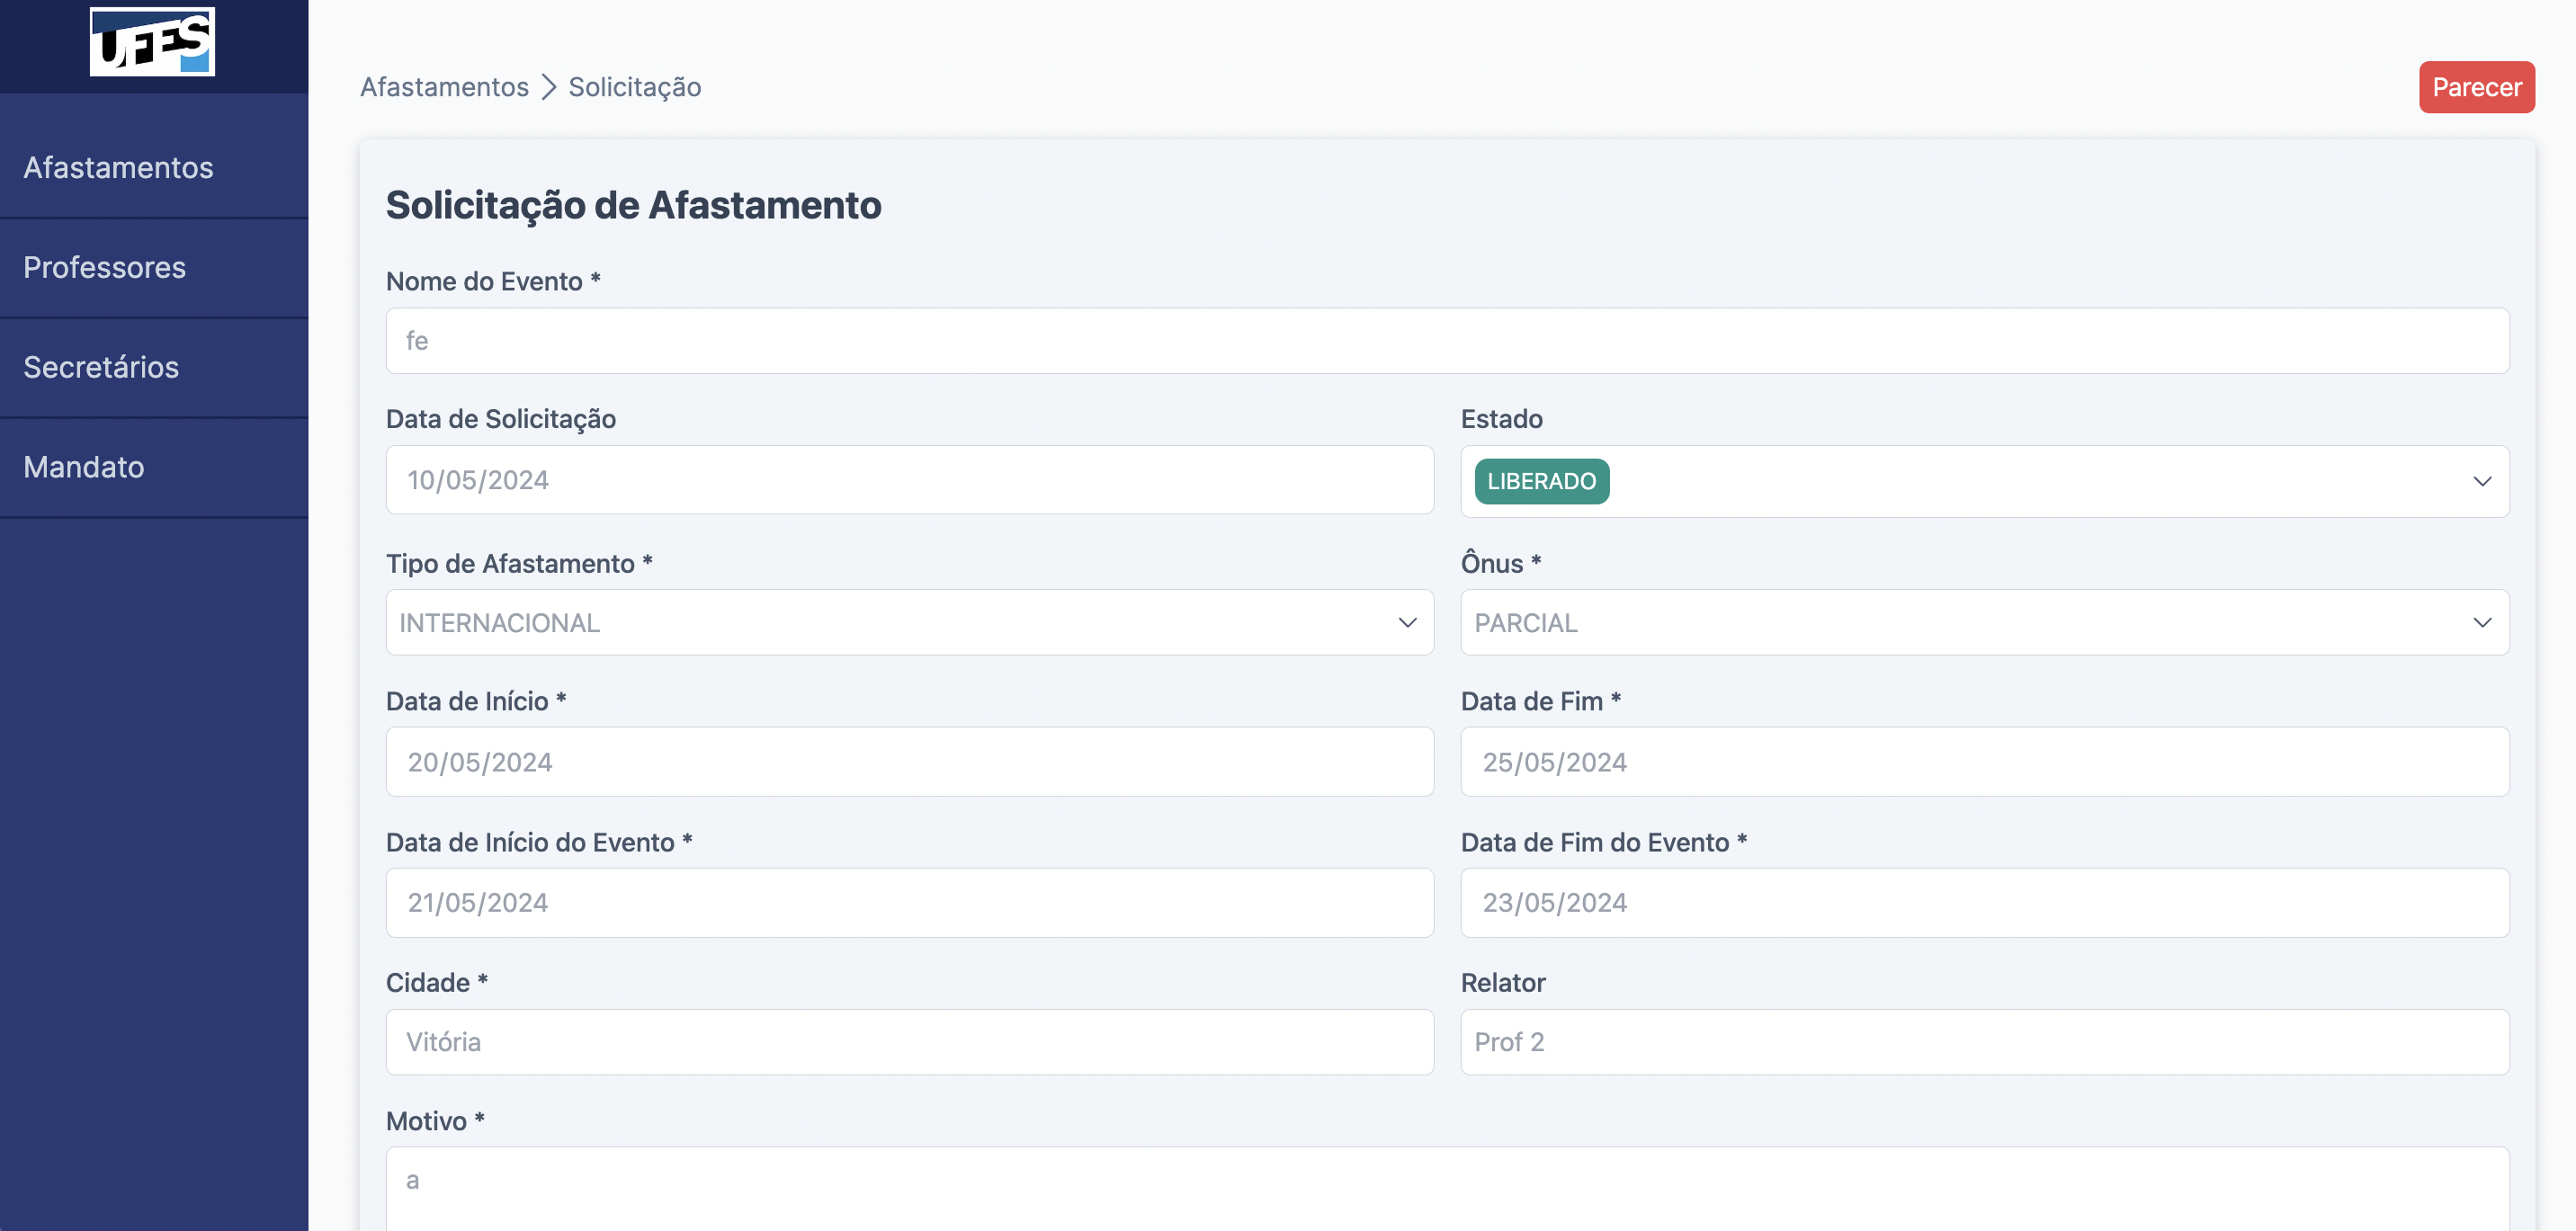 UFES
Afastamentos
Professores
Secretários
Mandato
Afastamentos > Solicitação
Parecer
Solicitação de Afastamento
Nome do Evento *
fe
Data de Solicitação
Estado
10/05/2024
LIBERADO
Tipo de Afastamento *
Ônus *
INTERNACIONAL
PARCIAL
Data de Início *
Data de Fim *
20/05/2024
25/05/2024
Data de Início do Evento *
Data de Fim do Evento *
21/05/2024
23/05/2024
Cidade *
Relator
Vitória
Prof 2
Motivo *
a